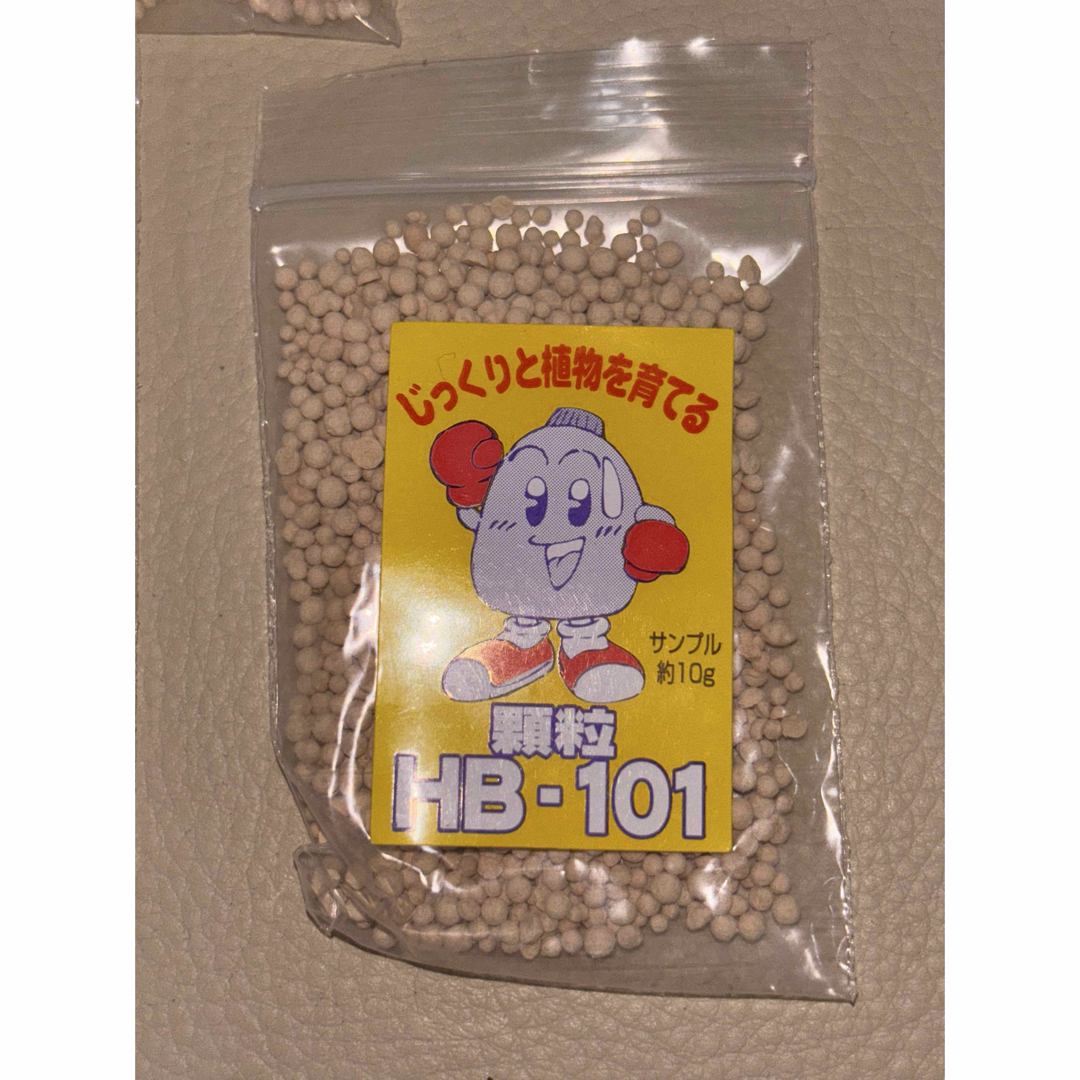 じっくりと植物を育てる
サンプル
約10g
顆粒
HB-101